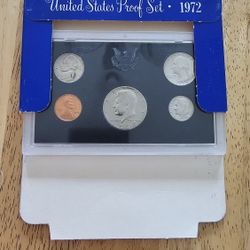 United States Proof Set · 1972